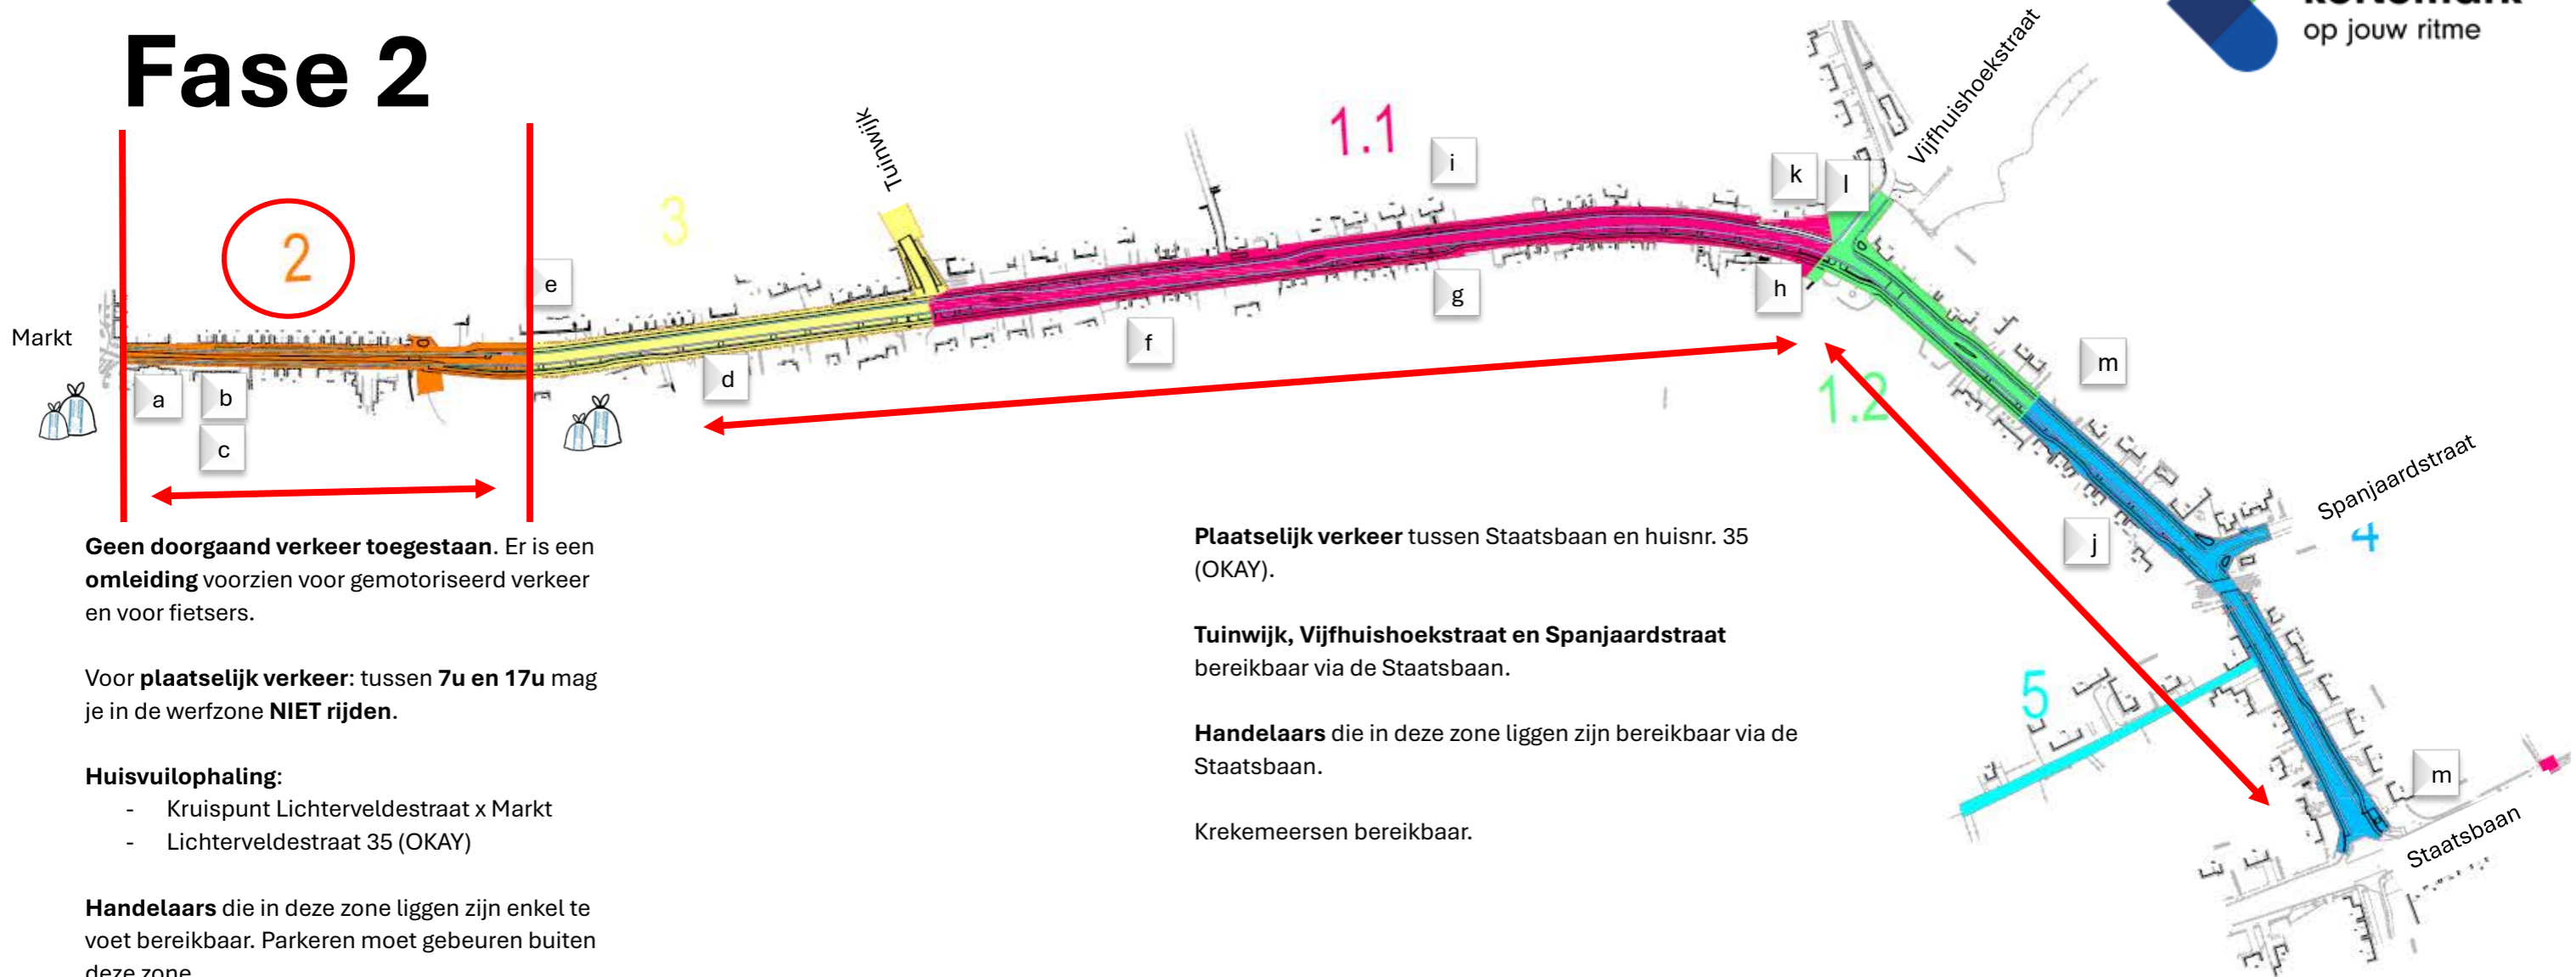 Fase 2
kortemark
op jouw ritme
Vijfhuishoekstraat
Tuinwijk
1.1
i
k
l
2
3
e
Markt
a
b
c
d
f
g
h
1.2
m
Spanjaardstraat
4
j
5
m
Staatsbaan
Geen doorgaand verkeer toegestaan. Er is een
omleiding voorzien voor gemotoriseerd verkeer
en voor fietsers.
Voor plaatselijk verkeer: tussen 7u en 17u mag
je in de werfzone NIET rijden.
Huisvuilophaling:
- Kruispunt Lichterveldestraat x Markt
- Lichterveldestraat 35 (OKAY)
Handelaars die in deze zone liggen zijn enkel te
voet bereikbaar. Parkeren moet gebeuren buiten
deze zone.
Plaatselijk verkeer tussen Staatsbaan en huisnr. 35
(OKAY).
Tuinwijk, Vijfhuishoekstraat en Spanjaardstraat
bereikbaar via de Staatsbaan.
Handelaars die in deze zone liggen zijn bereikbaar via de
Staatsbaan.
Krekemeersen bereikbaar.